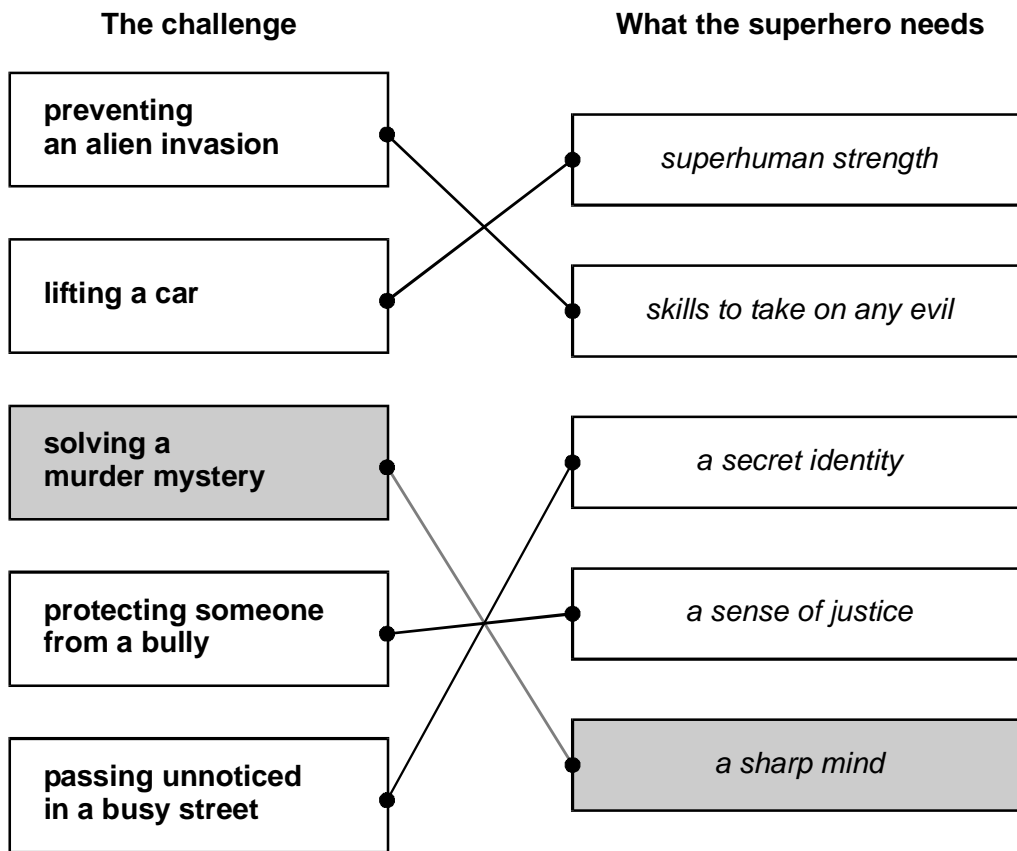 The challenge
What the superhero needs
preventing
an alien invasion
lifting a car
solving a
murder mystery
protecting someone
from a bully
passing unnoticed
in a busy street
superhuman strength
skills to take on any evil
a secret identity
a sense of justice
a sharp mind